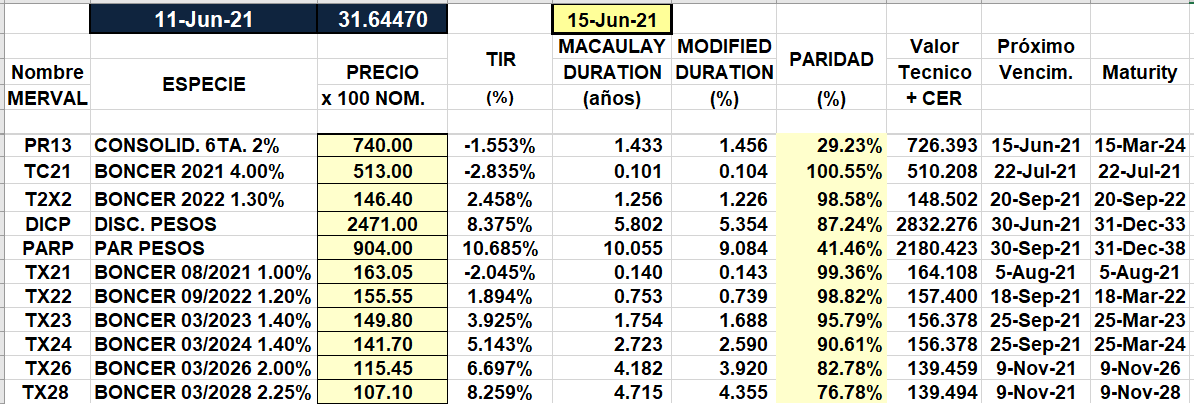 11-Jun-21 31.64470 15-Jun-21
MACAULAY MODIFIED Valor Próximo
TIR PARIDAD
Nombre ESPECIE PRECIO DURATION DURATION Tecnico Vencim. Maturity
MERVAL x 100 NOM. (%) (años) (%) (%) + CER
PR13 CONSOLID. 6TA. 2% 740.00 -1.553% 1.433 1.456 29.23% 726.393 15-Jun-21 15-Mar-24
TC21 BONCER 2021 4.00% 513.00 -2.835% 0.101 0.104 100.55% 510.208 22-Jul-21 22-Jul-21
T2X2 BONCER 2022 1.30% 146.40 2.458% 1.256 1.226 98.58% 148.502 20-Sep-21 20-Sep-22
DICP DISC. PESOS 2471.00 8.375% 5.802 5.354 87.24% 2832.276 30-Jun-21 31-Dec-33
PARP PAR PESOS 904.00 10.685% 10.055 9.084 41.46% 2180.423 30-Sep-21 31-Dec-38
TX21 BONCER 08/2021 1.00% 163.05 -2.045% 0.140 0.143 99.36% 164.108 5-Aug-21 5-Aug-21
TX22 BONCER 09/2022 1.20% 155.55 1.894% 0.753 0.739 98.82% 157.400 18-Sep-21 18-Mar-22
TX23 BONCER 03/2023 1.40% 149.80 3.925% 1.754 1.688 95.79% 156.378 25-Sep-21 25-Mar-23
TX24 BONCER 03/2024 1.40% 141.70 5.143% 2.723 2.590 90.61% 156.378 25-Sep-21 25-Mar-24
TX26 BONCER 03/2026 2.00% 115.45 6.697% 4.182 3.920 82.78% 139.459 9-Nov-21 9-Nov-26
TX28 BONCER 03/2028 2.25% 107.10 8.259% 4.715 4.355 76.78% 139.494 9-Nov-21 9-Nov-28